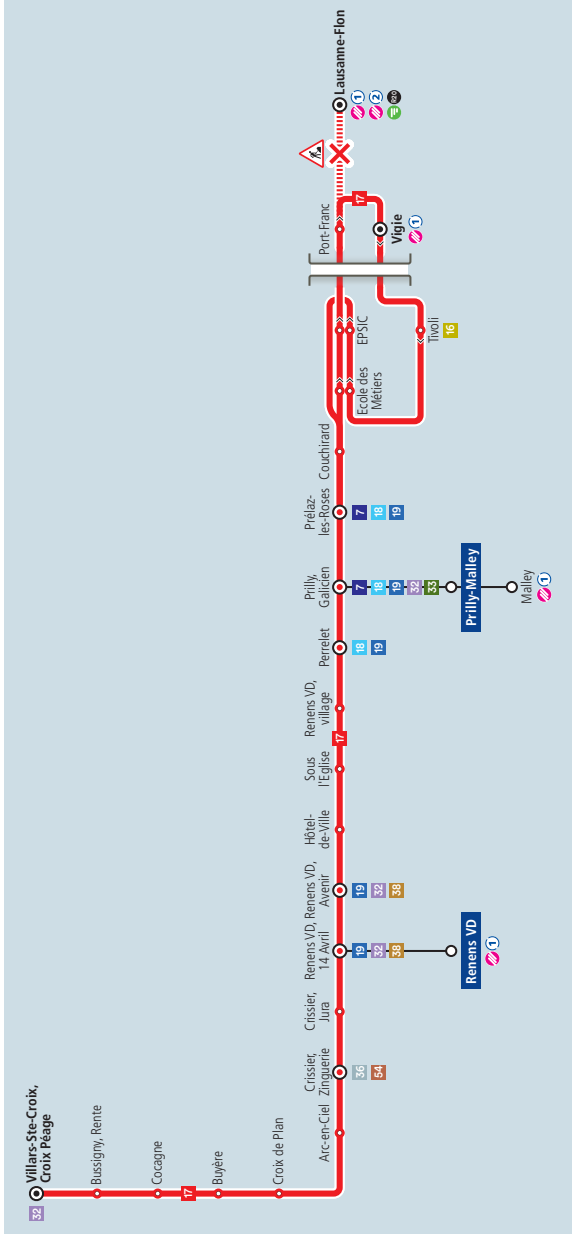 Villars-Ste-Croix,
Croix Péage
32
Bussigny, Rente
Cocagne
17
Buyère
Croix de Plan
Arc-en-Ciel
Crissier,
Zinguerie
36
54
Crissier,
Jura
Renens VD,
14 Avril
19
32
38
Renens VD
1
Renens VD,
Avenir
19
32
38
Hôtel-
de-Ville
Sous
l'Eglise
17
Renens VD,
village
Perrelet
18
19
Prilly,
Galicien
7
18
19
32
33
Prilly-Malley
Malley
1
Prélaz-
les-Roses
7
18
19
Couchirard
Ecole des
Métiers
EPSIC
Tivoli
16
Port-Franc
17
Vigie
1
Lausanne-Flon
1
2
R20